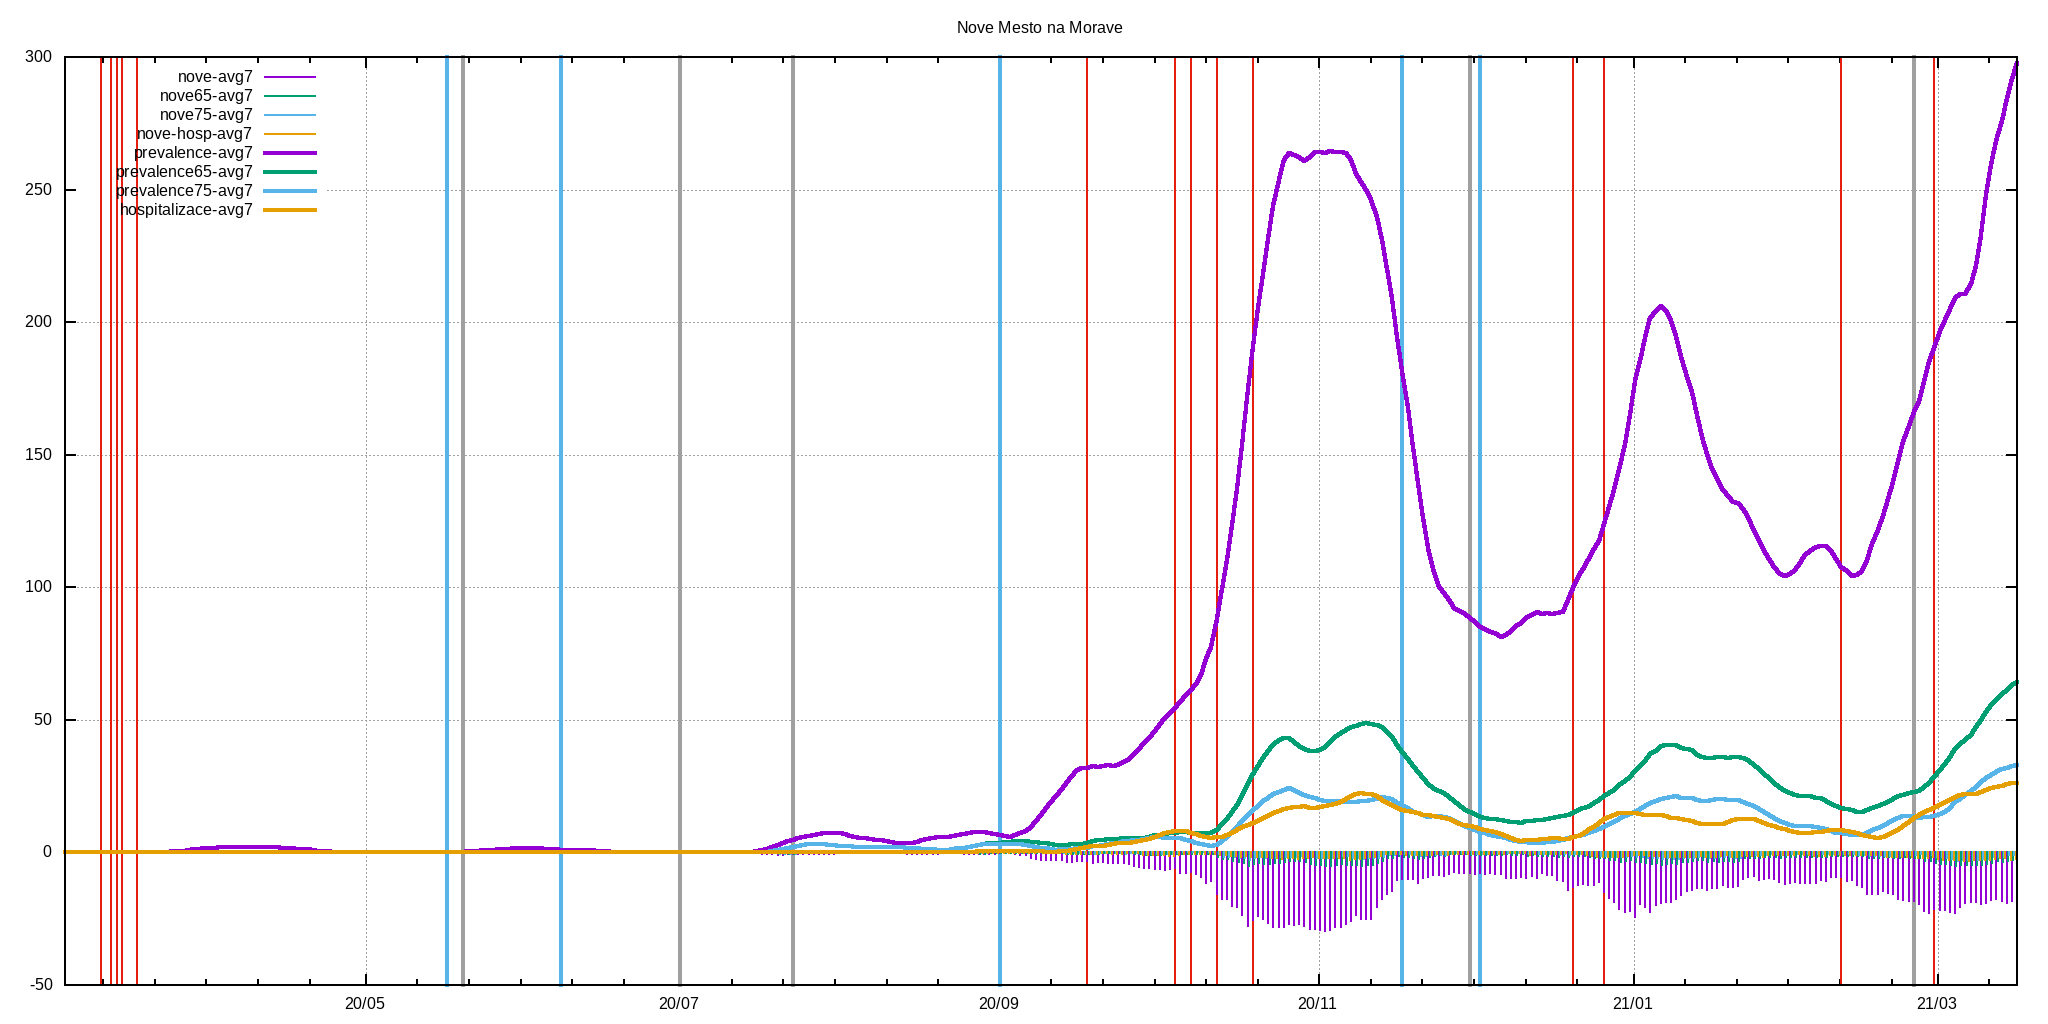 Nove Mesto na Morave
300
250
200
150
100
50
0
-50
nove-avg7
nove65-avg7
nove75-avg7
nove-hosp-avg7
prevalence-avg7
prevalence65-avg7
prevalence75-avg7
hospitalizace-avg7
20/05
20/07
20/09
20/11
21/01
21/03